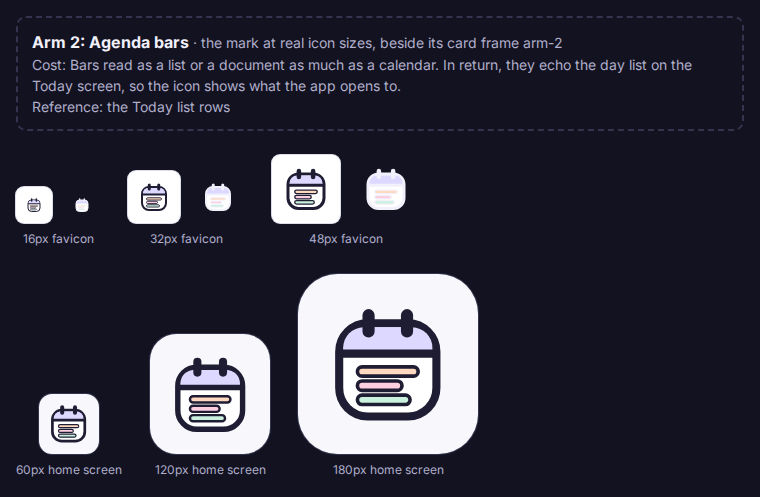 Arm 2: Agenda bars · the mark at real icon sizes, beside its card frame arm-2
Cost: Bars read as a list or a document as much as a calendar. In return, they echo the day list on the
Today screen, so the icon shows what the app opens to.
Reference: the Today list rows
16px favicon
32px favicon
48px favicon
60px home screen
120px home screen
180px home screen